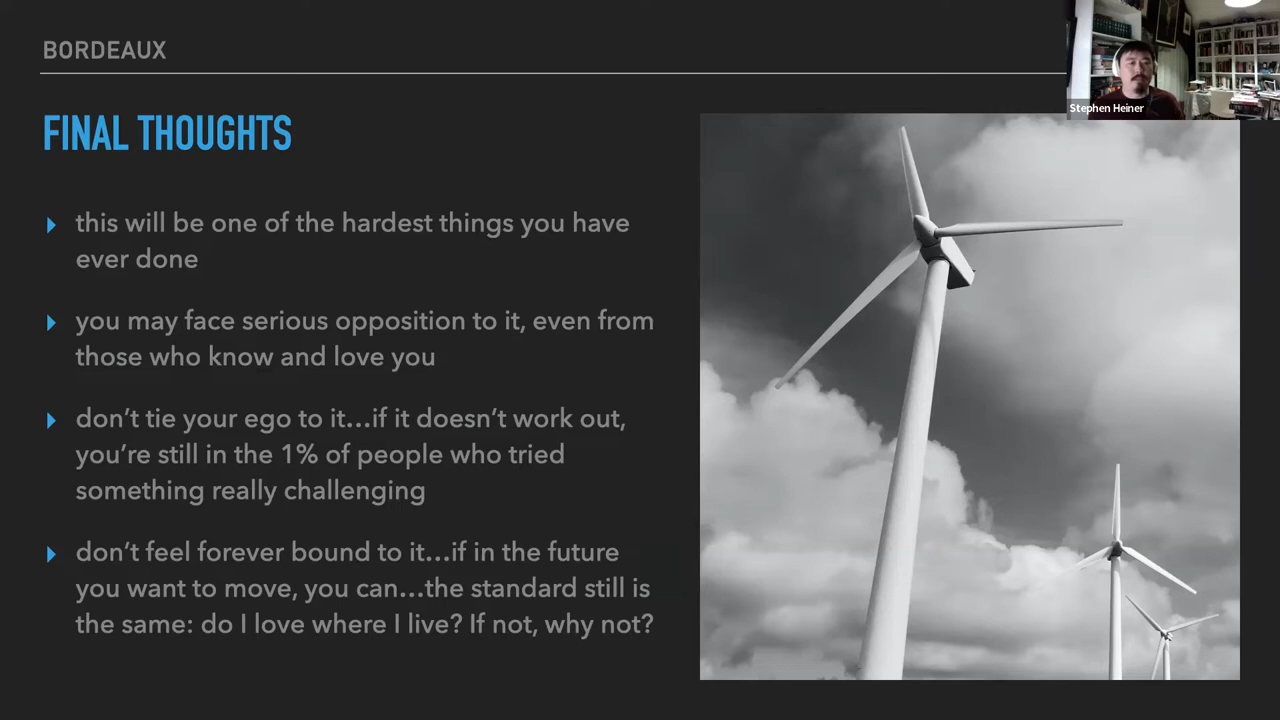 BORDEAUX
Stephen Heiner
FINAL THOUGHTS
this will be one of the hardest things you have
ever done
you may face serious opposition to it, even from
those who know and love you
don’t tie your ego to it...if it doesn’t work out,
you’re still in the 1% of people who tried
something really challenging
don’t feel forever bound to it...if in the future
you want to move, you can...the standard still is
the same: do I love where I live? If not, why not?